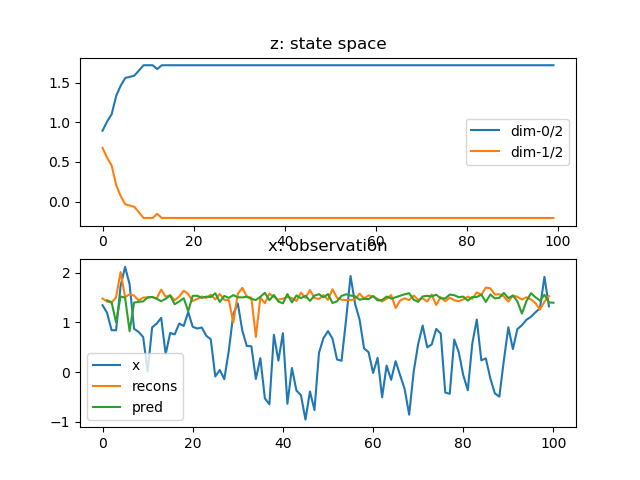 z: state space
1.5
1.0
0.5
0.0
dim-0/2
dim-1/2
0 20 40 60 80 100
x: observation
2
1
0
−1
x
recons
pred
0 20 40 60 80 100